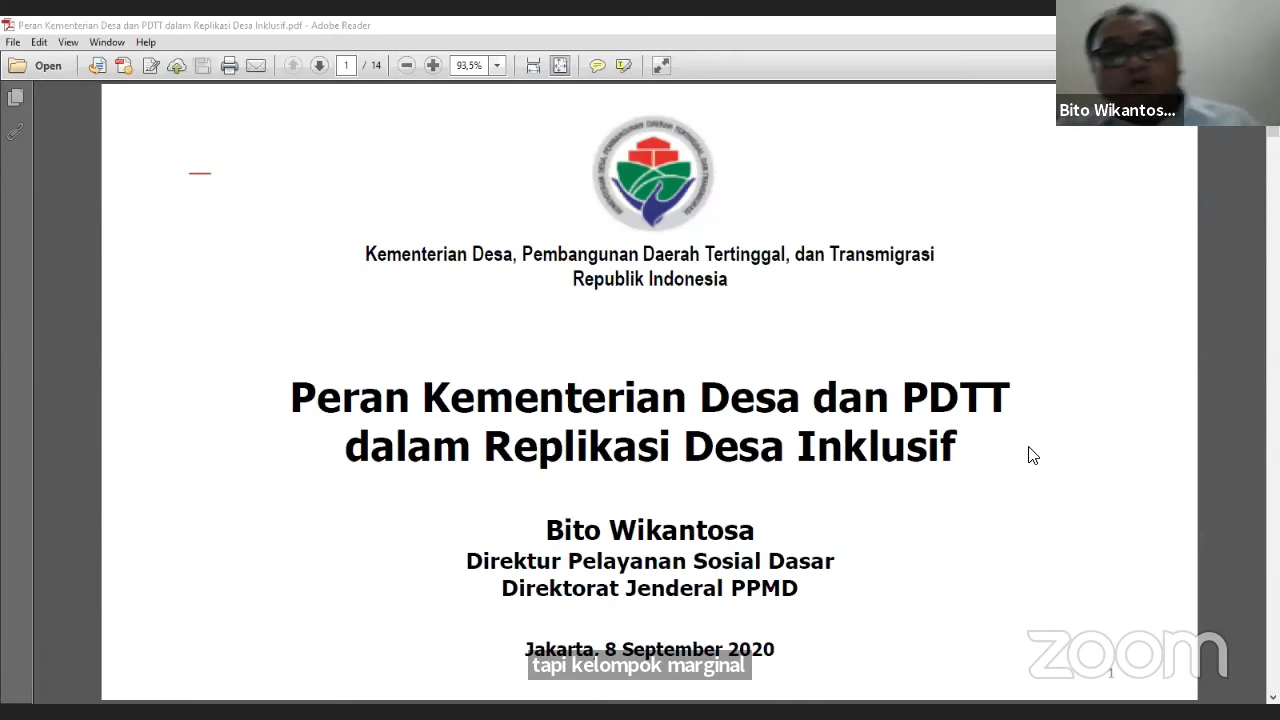 Peran Kementerian Desa dan PDTT dalam Replikasi Desa Inklusif.pdf - Adobe Reader
File Edit View Window Help
Open 1 / 14 93,5%
Bito Wikantos...
Kementerian Desa, Pembangunan Daerah Tertinggal, dan Transmigrasi
Republik Indonesia
Peran Kementerian Desa dan PDTT
dalam Replikasi Desa Inklusif
Bito Wikantosa
Direktur Pelayanan Sosial Dasar
Direktorat Jenderal PPMD
Jakarta, 8 September 2020
tapi kelompok marginal
zoom
1